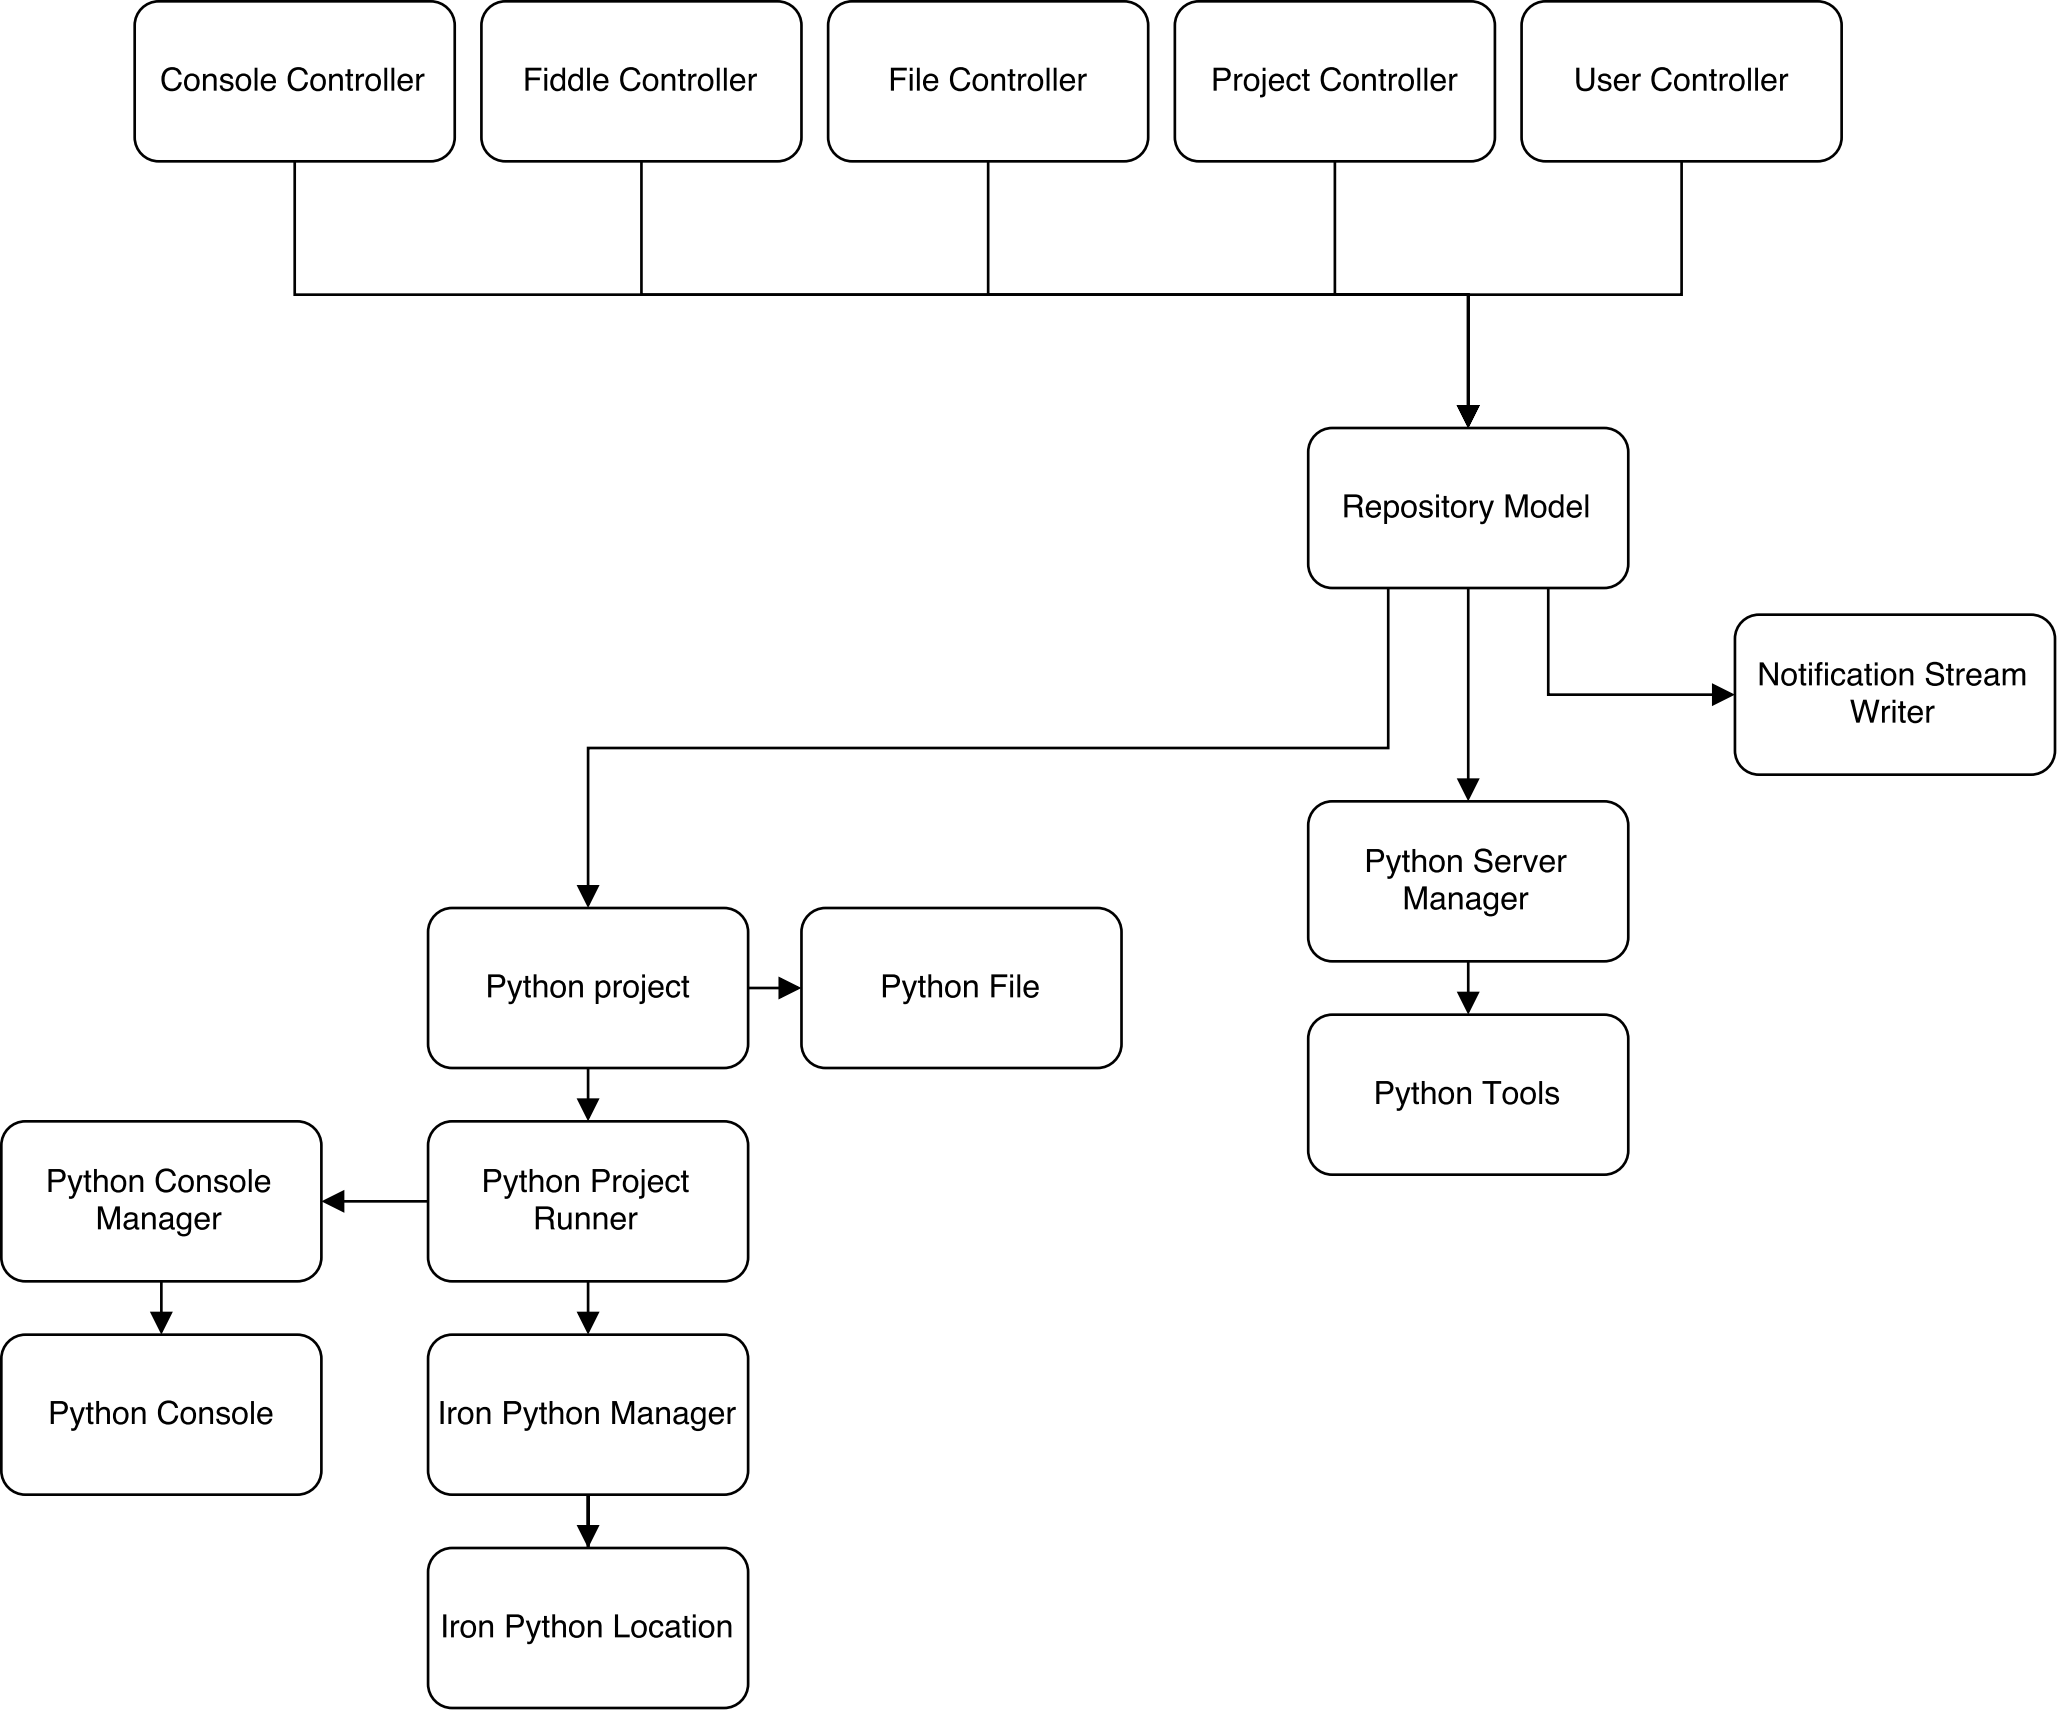 Console Controller
Fiddle Controller
File Controller
Project Controller
User Controller
Repository Model
Notification Stream
Writer
Python Server
Manager
Python project
Python File
Python Tools
Python Console
Manager
Python Project
Runner
Python Console
Iron Python Manager
Iron Python Location